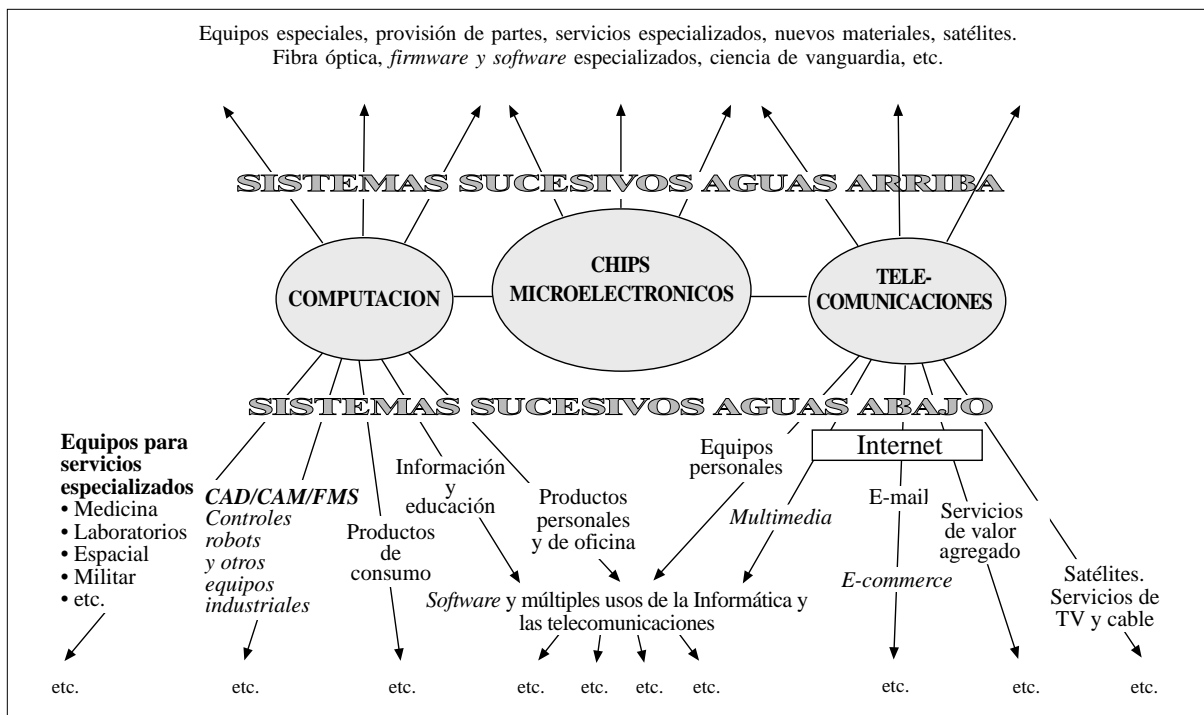 Equipos especiales, provisión de partes, servicios especializados, nuevos materiales, satélites.
Fibra óptica, firmware y software especializados, ciencia de vanguardia, etc.
SISTEMAS SUCESIVOS AGUAS ARRIBA
COMPUTACION
CHIPS
MICROELECTRONICOS
TELE-
COMUNICACIONES
SISTEMAS SUCESIVOS AGUAS ABAJO
Equipos para
servicios
especializados
• Medicina
• Laboratorios
• Espacial
• Militar
• etc.
CAD/CAM/FMS
Controles
robots
y otros
equipos
industriales
Productos
de
consumo
Información
y
educación
Productos
personales
y de oficina
Equipos
personales
Multimedia
Internet
E-mail
E-commerce
Servicios
de valor
agregado
Satélites.
Servicios de
TV y cable
Software y múltiples usos de la Informática y
las telecomunicaciones
etc. etc. etc. etc. etc. etc. etc. etc. etc. etc.